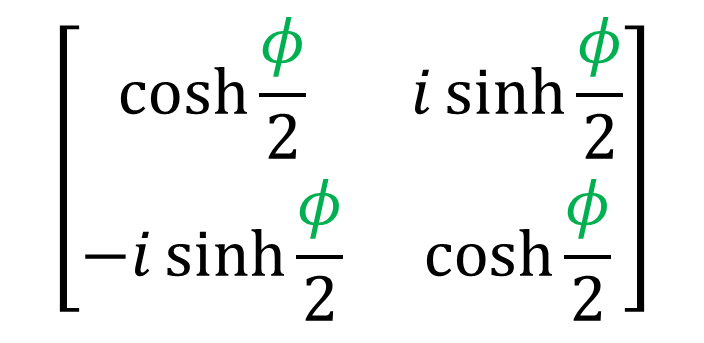 [cosh ϕ/2 i sinh ϕ/2
−i sinh ϕ/2 cosh ϕ/2]